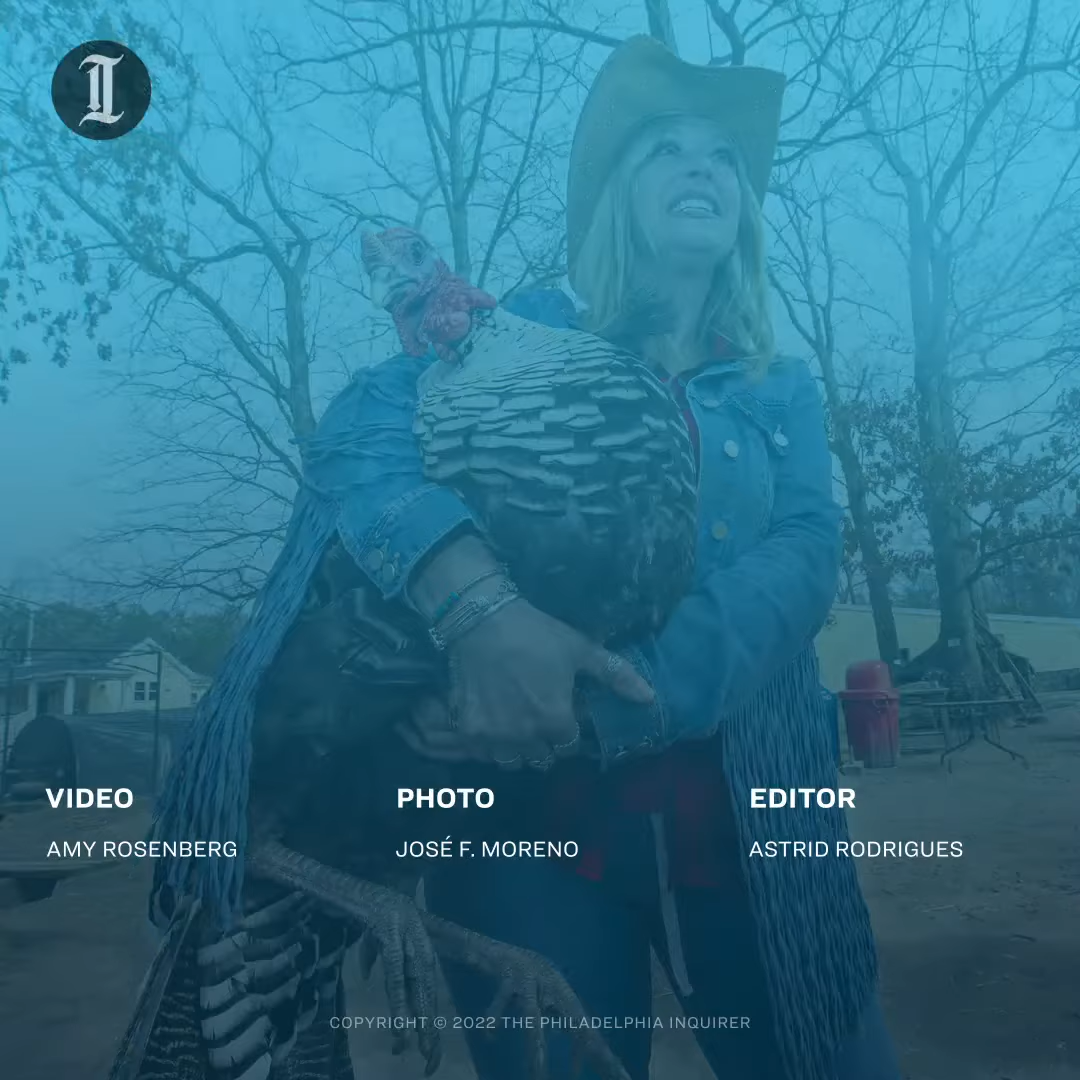 I
VIDEO
AMY ROSENBERG
PHOTO
JOSÉ F. MORENO
EDITOR
ASTRID RODRIGUES
COPYRIGHT © 2022 THE PHILADELPHIA INQUIRER